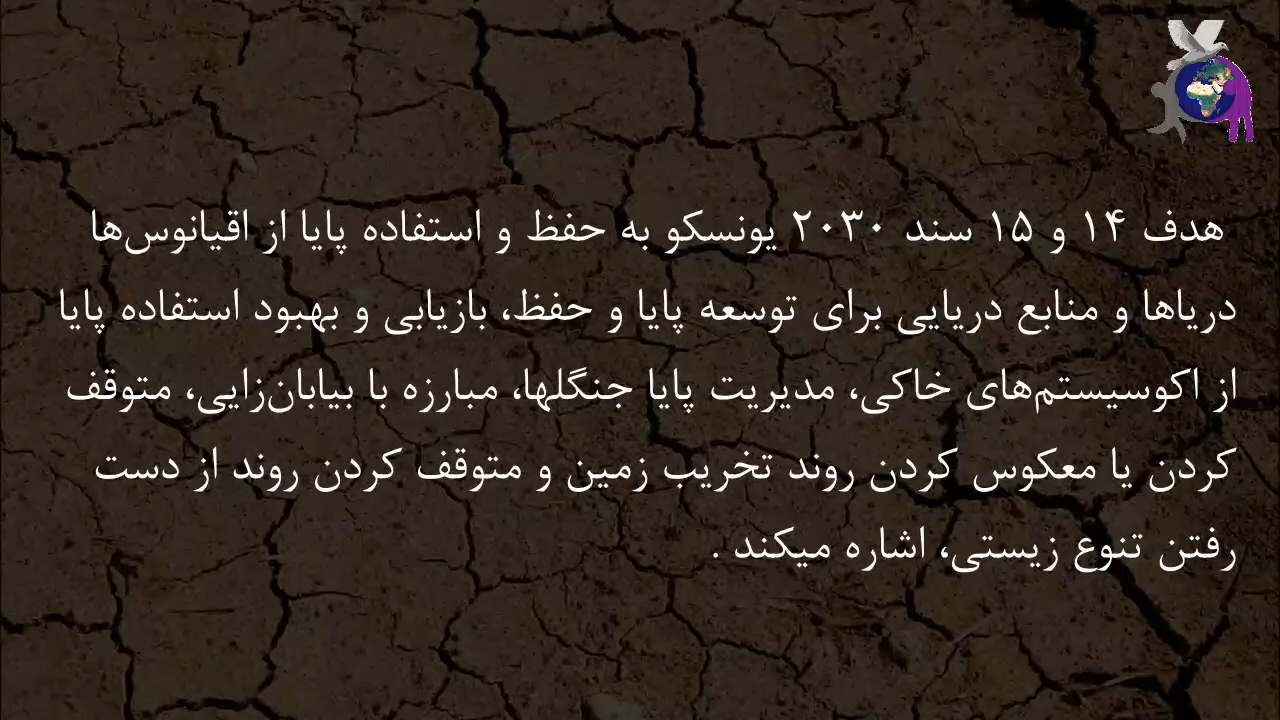 هدف ۱۴ و ۱۵ سند ۲۰۳۰ یونسکو به حفظ و استفاده پایا از اقیانوس‌ها
دریاها و منابع دریایی برای توسعه پایا و حفظ، بازیابی و بهبود استفاده پایا
از اکوسیستم‌های خاکی، مدیریت پایا جنگلها، مبارزه با بیابان‌زایی، متوقف
کردن یا معکوس کردن روند تخریب زمین و متوقف کردن روند از دست
رفتن تنوع زیستی، اشاره میکند .